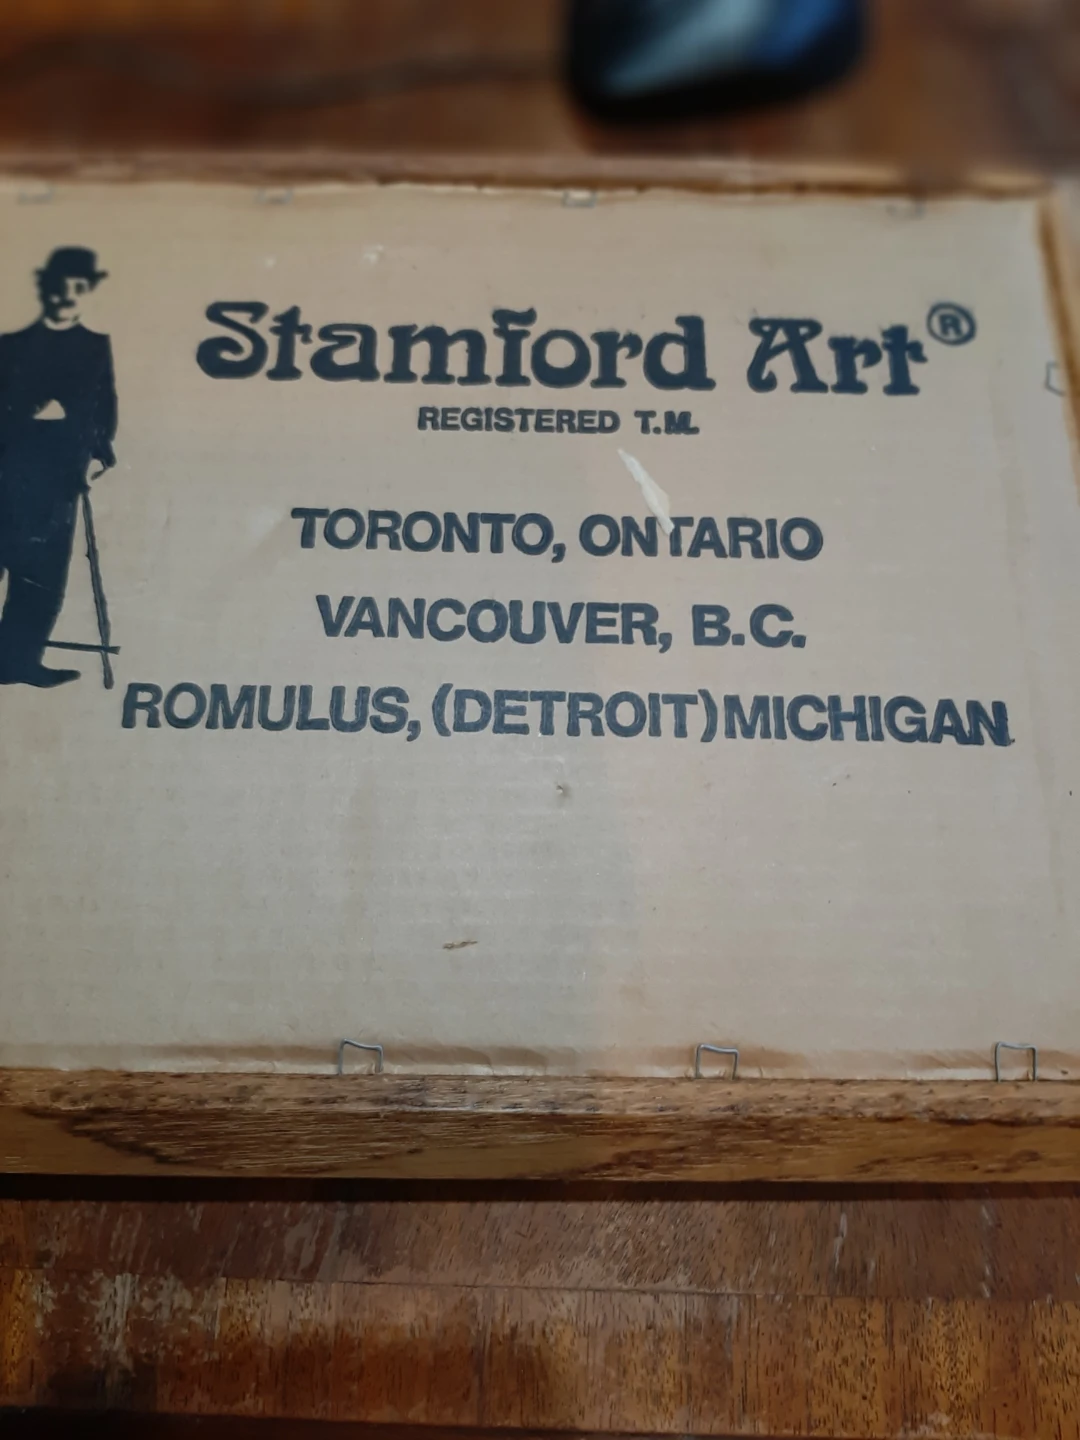 Stamford Art®
REGISTERED T.M.
TORONTO, ONTARIO
VANCOUVER, B.C.
ROMULUS, (DETROIT) MICHIGAN